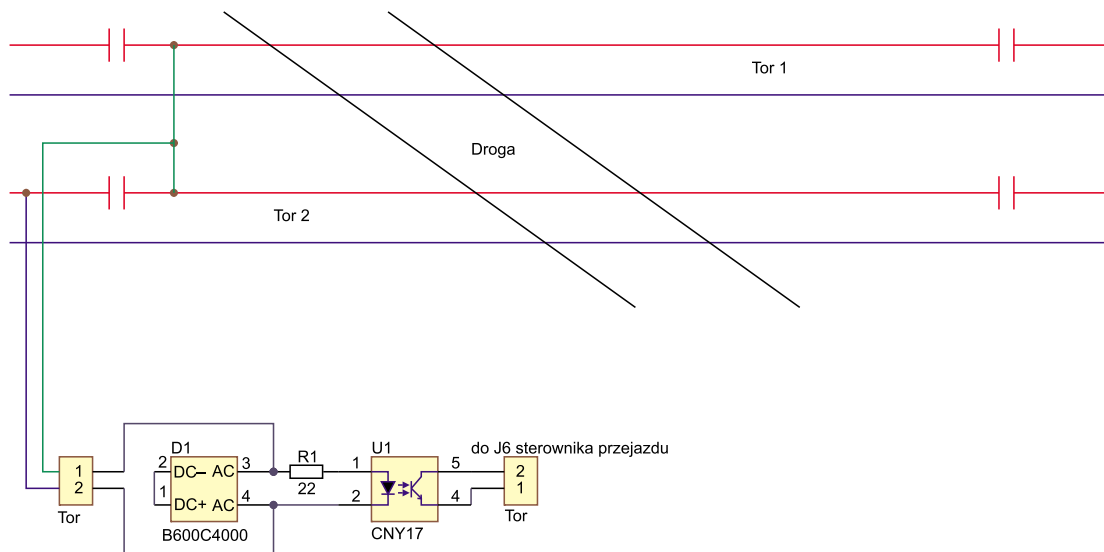 Tor 1
Droga
Tor 2
D1
R1
U1
do J6 sterownika przejazdu
1
2
2
DC– AC
3
1
DC+ AC
4
22
1
2
5
4
2
1
Tor
B600C4000
CNY17
Tor